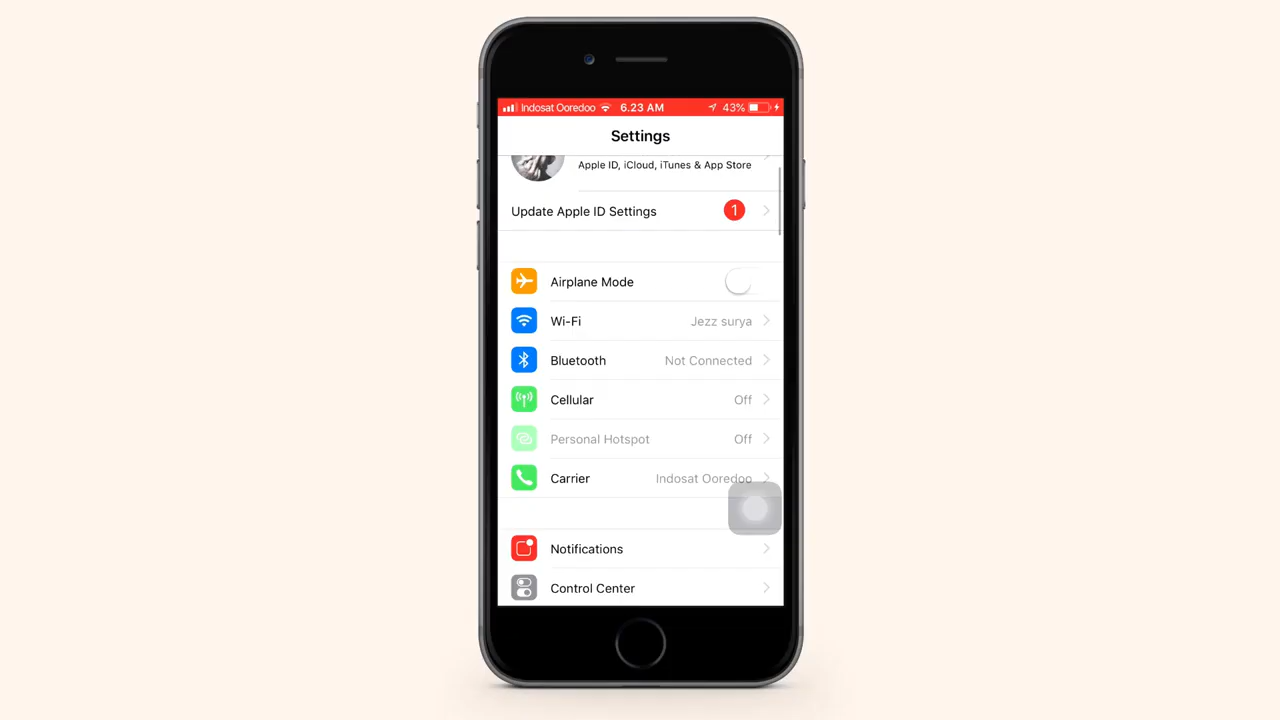 Indosat Ooredoo 6.23 AM 43%
Settings
Apple ID, iCloud, iTunes & App Store
Update Apple ID Settings 1
Airplane Mode
Wi-Fi Jezz surya
Bluetooth Not Connected
Cellular Off
Personal Hotspot Off
Carrier Indosat Ooredoo
Notifications
Control Center